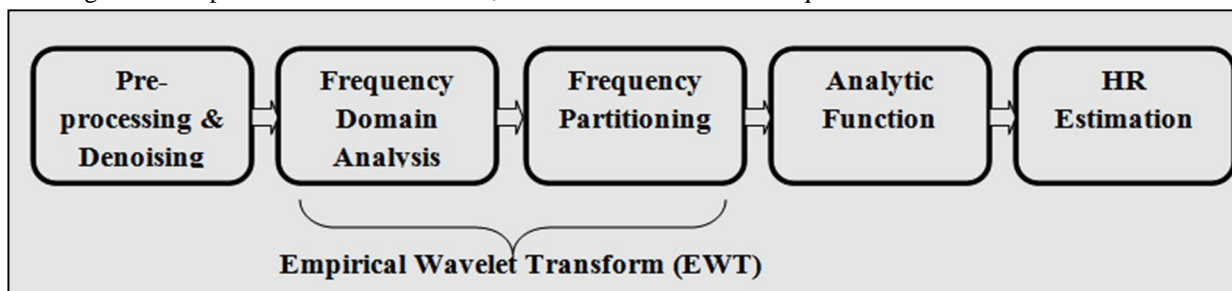 Pre-
processing &
Denoising
Frequency
Domain
Analysis
Frequency
Partitioning
Analytic
Function
HR
Estimation
Empirical Wavelet Transform (EWT)